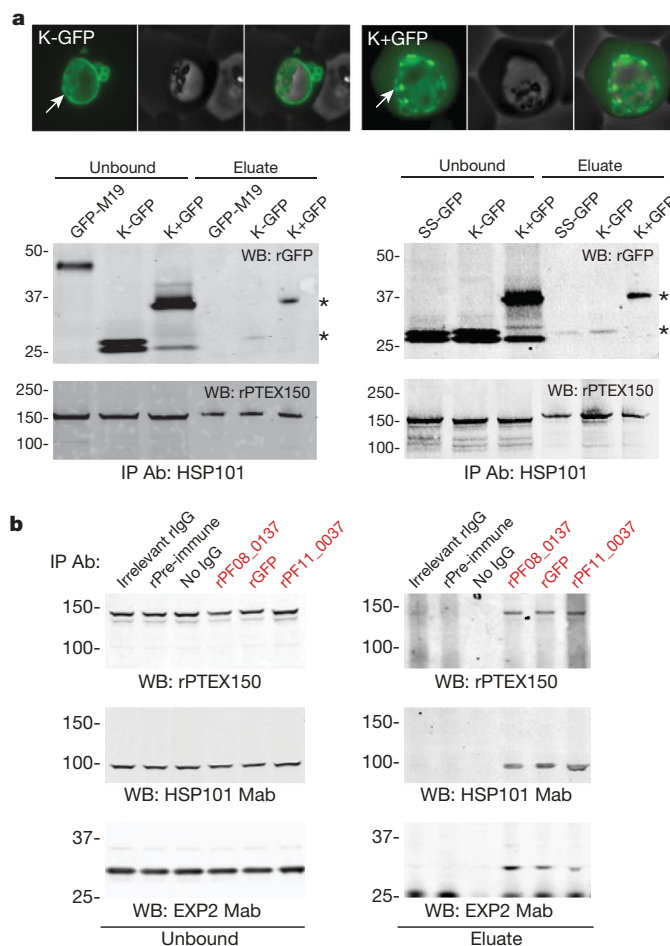 a
K-GFP
K+GFP
Unbound Eluate
GFP-M19 K-GFP K+GFP GFP-M19 K-GFP K+GFP
50-
37-
25-
WB: rGFP
*
*
250-
150-
100-
WB: rPTEX150
IP Ab: HSP101
Unbound Eluate
SS-GFP K-GFP K+GFP SS-GFP K-GFP K+GFP
50-
37-
25-
WB: rGFP
*
*
250-
150-
100-
WB: rPTEX150
IP Ab: HSP101
b
IP Ab:
Irrelevant rIgG rPre-immune No IgG rPF08_0137 rGFP rPF11_0037
150-
100-
WB: rPTEX150
150-
100-
WB: HSP101 Mab
37-
25-
WB: EXP2 Mab
Unbound
Irrelevant rIgG rPre-immune No IgG rPF08_0137 rGFP rPF11_0037
150-
100-
WB: rPTEX150
150-
100-
WB: HSP101 Mab
37-
25-
WB: EXP2 Mab
Eluate